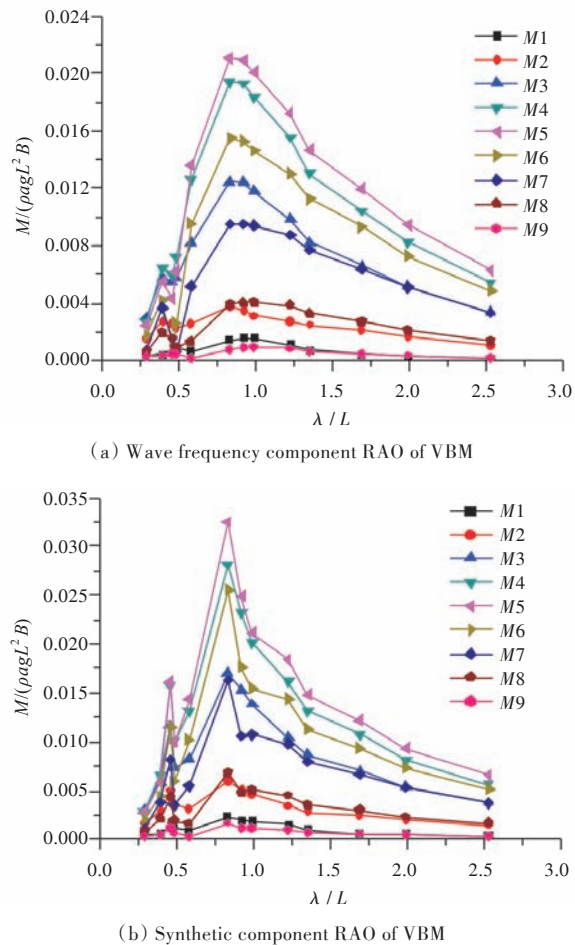 0.024
0.020
0.016
0.012
0.008
0.004
0.000
M/(ρagL²B)
M1
M2
M3
M4
M5
M6
M7
M8
M9
0.0 0.5 1.0 1.5 2.0 2.5 3.0
λ / L
(a) Wave frequency component RAO of VBM
0.035
0.030
0.025
0.020
0.015
0.010
0.005
0.000
M/(ρagL²B)
M1
M2
M3
M4
M5
M6
M7
M8
M9
0.0 0.5 1.0 1.5 2.0 2.5 3.0
λ / L
(b) Synthetic component RAO of VBM